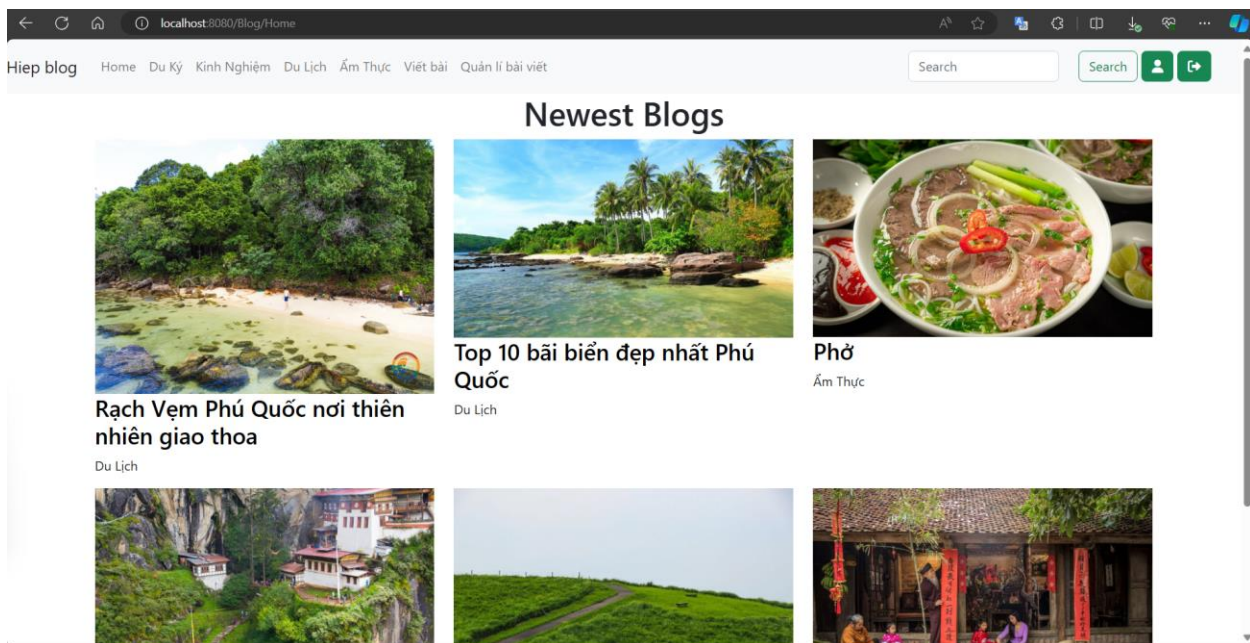 localhost:8080/Blog/Home
Hiep blog Home Du Ký Kinh Nghiệm Du Lịch Ẩm Thực Viết bài Quản lí bài viết Search Search
Newest Blogs
Rạch Vẹm Phú Quốc nơi thiên
nhiên giao thoa
Du Lịch
Top 10 bãi biển đẹp nhất Phú
Quốc
Du Lịch
Phở
Ẩm Thực